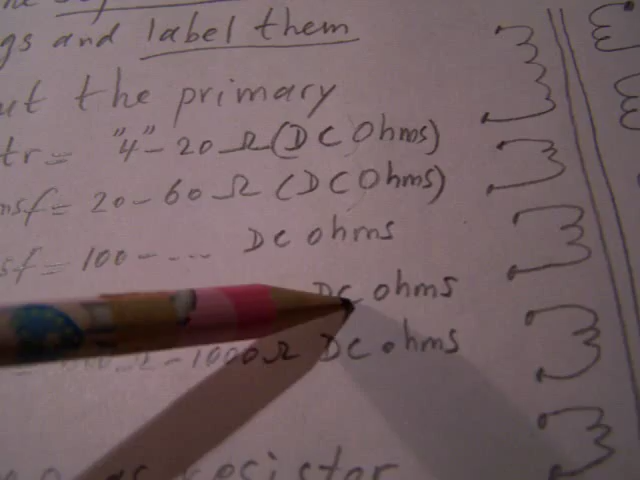 gs and label them
ut the primary
tr = "4" - 20 Ω (DC Ohms)
nsf = 20 - 60 Ω (DC Ohms)
sf = 100 - ... DC ohms
DC ohms
- 1000 Ω DC ohms
resistor